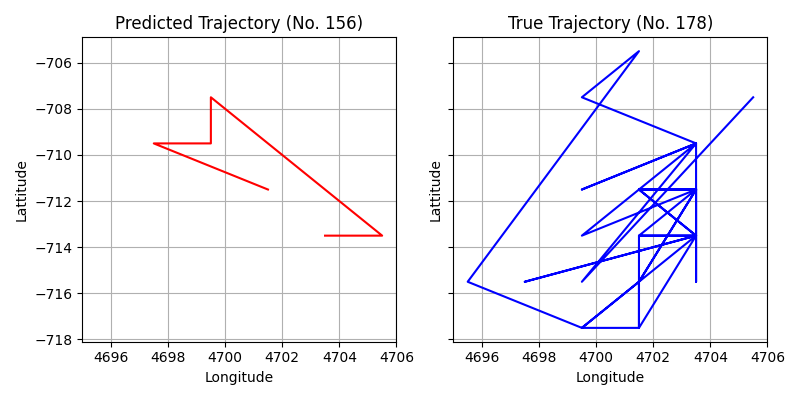 Predicted Trajectory (No. 156)
True Trajectory (No. 178)
Lattitude
−706
−708
−710
−712
−714
−716
−718
4696 4698 4700 4702 4704 4706
Longitude
Lattitude
4696 4698 4700 4702 4704 4706
Longitude